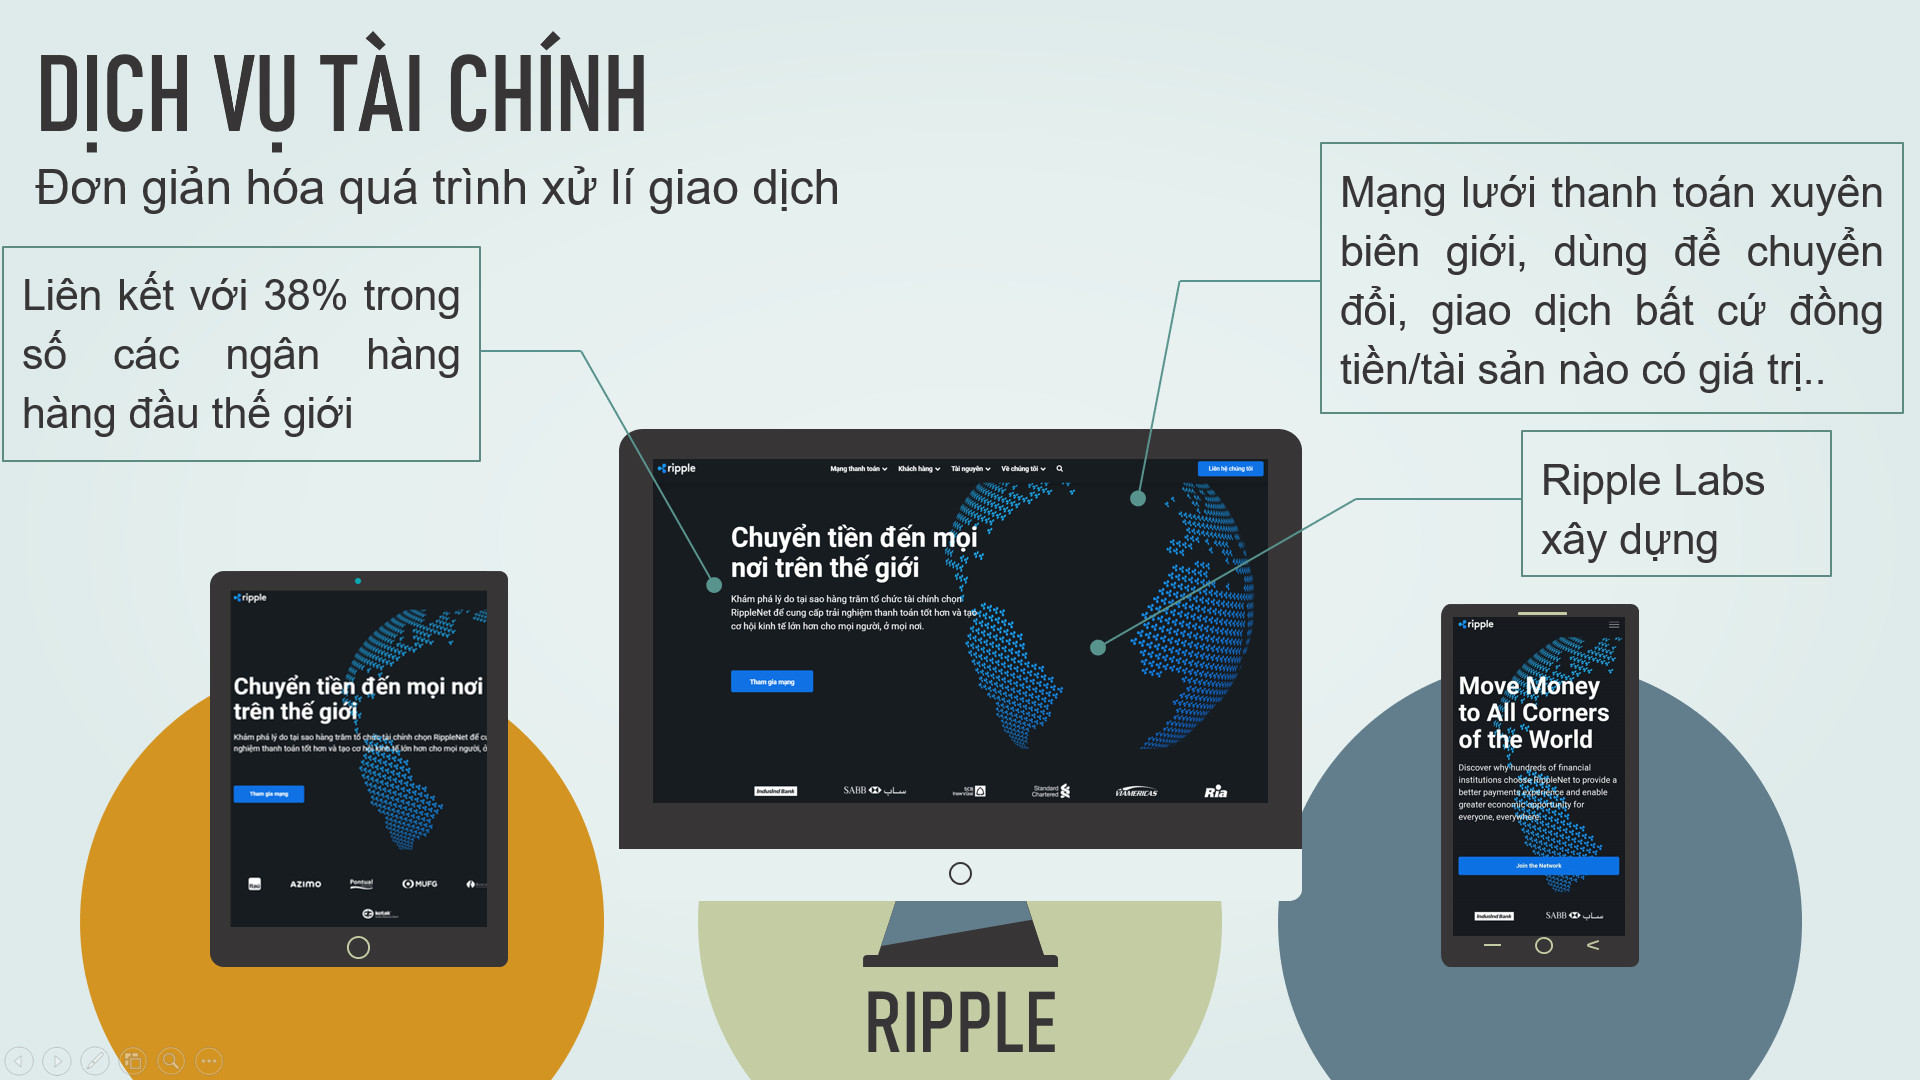 DỊCH VỤ TÀI CHÍNH
Đơn giản hóa quá trình xử lí giao dịch
Liên kết với 38% trong
số các ngân hàng
hàng đầu thế giới
Mạng lưới thanh toán xuyên
biên giới, dùng để chuyển
đổi, giao dịch bất cứ đồng
tiền/tài sản nào có giá trị..
Ripple Labs
xây dựng
ripple
Mạng thanh toán
Khách hàng
Tài nguyên
Về chúng tôi
Liên hệ chúng tôi
Chuyển tiền đến mọi
nơi trên thế giới
Khám phá lý do tại sao hàng trăm tổ chức tài chính chọn
RippleNet để cung cấp trải nghiệm thanh toán tốt hơn và tạo
cơ hội kinh tế lớn hơn cho mọi người, ở mọi nơi.
Tham gia mạng
IndusInd Bank
SABB ساب
SCB
Standard
Chartered
VIAMERICAS
Ria
ripple
Chuyển tiền đến mọi nơi
trên thế giới
Khám phá lý do tại sao hàng trăm tổ chức tài chính chọn RippleNet để
nghiệm thanh toán tốt hơn và tạo cơ hội kinh tế lớn hơn cho mọi người,
Tham gia mạng
Itaú
AZIMO
Pontual
MUFG
kotak
ripple
Move Money
to All Corners
of the World
Discover why hundreds of financial
institutions choose RippleNet to provide a
better payments experience and enable
greater economic opportunity for
everyone, everywhere.
Join the Network
IndusInd Bank
SABB ساب
RIPPLE